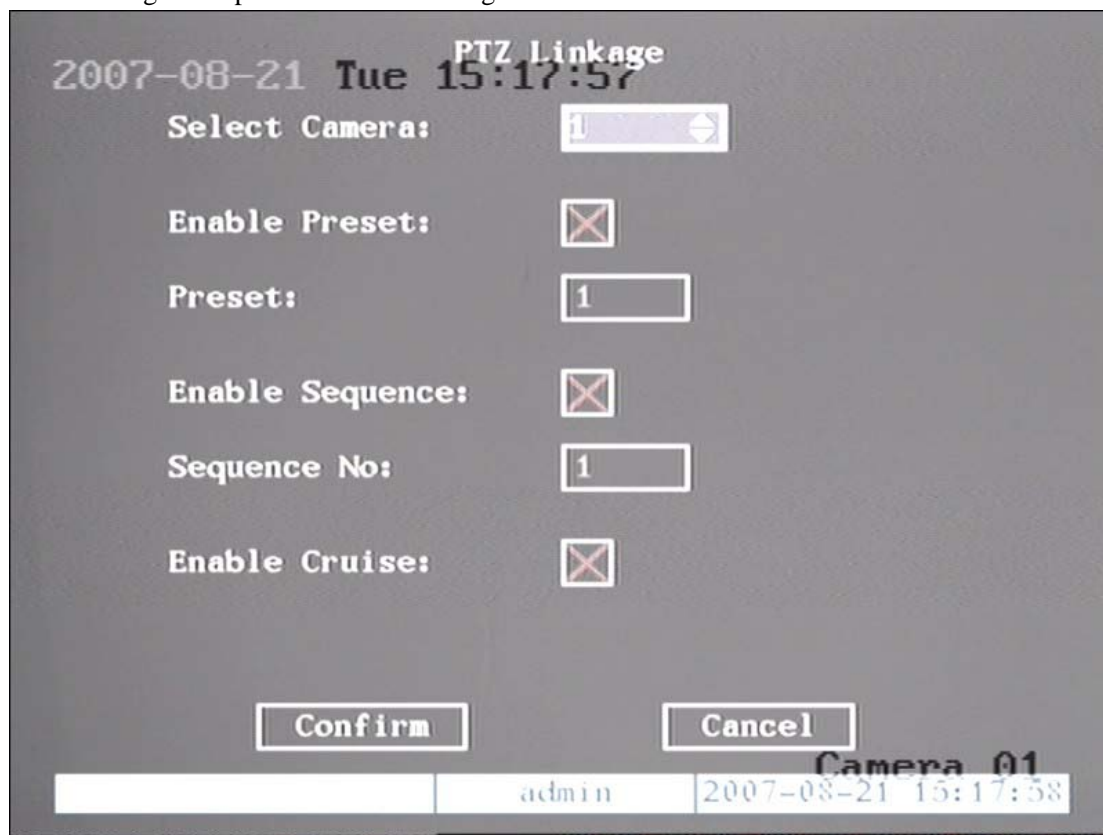 PTZ Linkage
2007-08-21 Tue 15:17:57
Select Camera: 1
Enable Preset:
Preset: 1
Enable Sequence:
Sequence No: 1
Enable Cruise:
Confirm Cancel
Camera 01
admin 2007-08-21 15:17:58